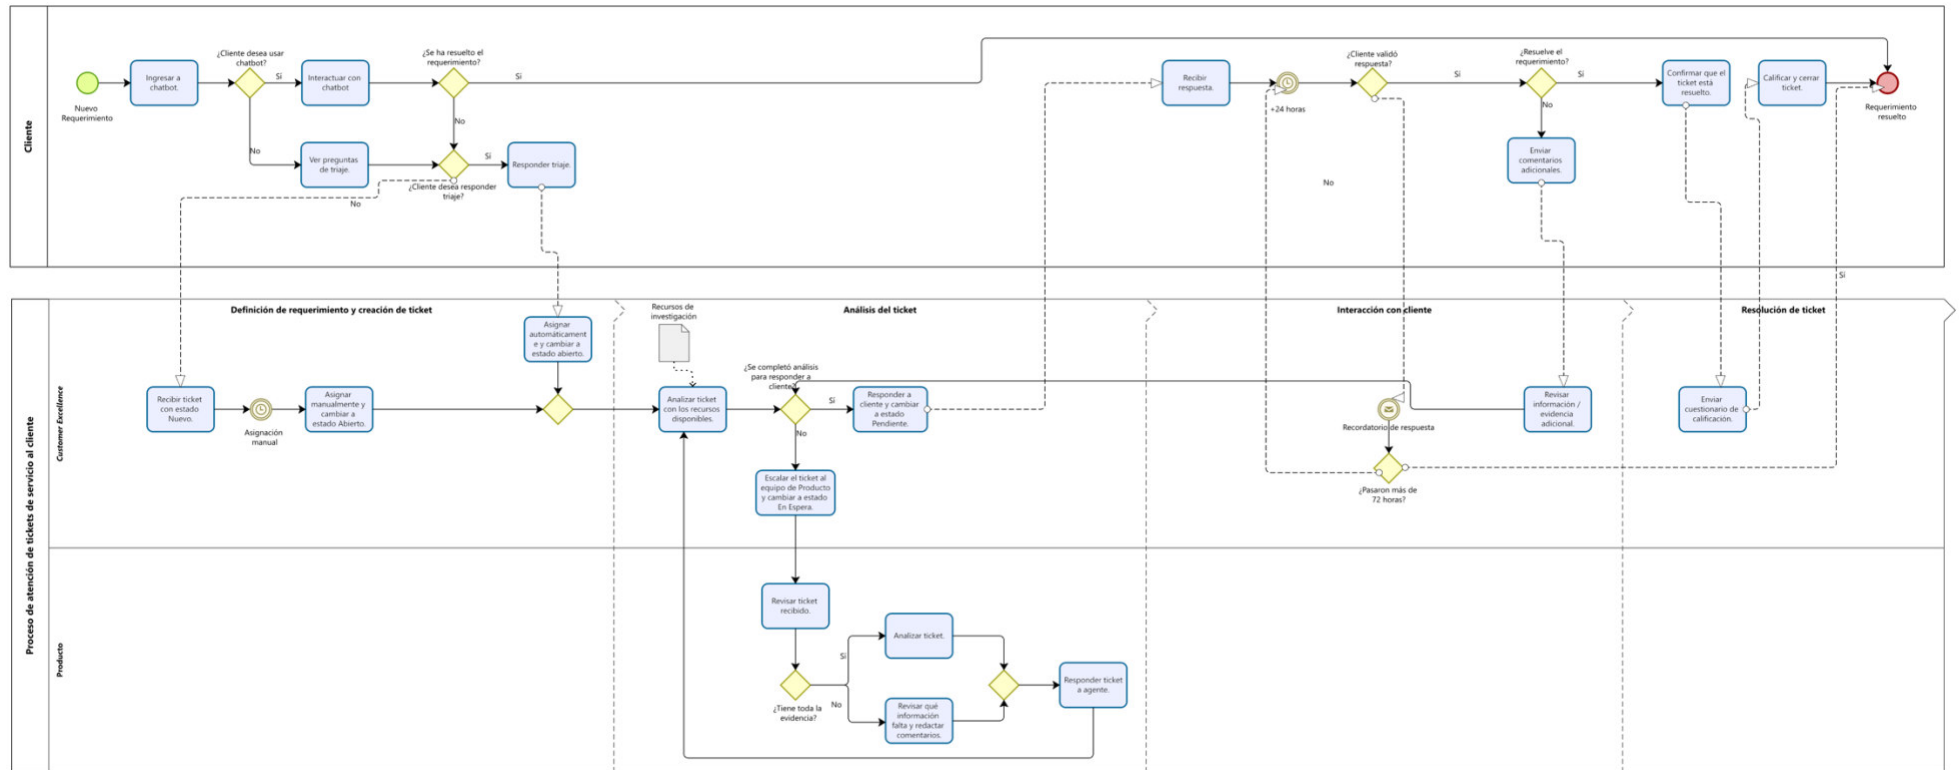 Cliente
Nuevo
Requerimiento
Ingresar a
chatbot.
¿Cliente desea usar
chatbot?
Si
No
Interactuar con
chatbot
¿Se ha resuelto el
requerimiento?
Si
No
Ver preguntas
de triaje.
¿Cliente desea responder
triaje?
Si
No
Responder triaje.
Recibir
respuesta.
+24 horas
¿Cliente validó
respuesta?
Si
No
¿Resuelve el
requerimiento?
Si
No
Enviar
comentarios
adicionales.
Confirmar que el
ticket está
resuelto.
Calificar y cerrar
ticket.
Requerimiento
resuelto
Proceso de atención de tickets de servicio al cliente
Definición de requerimiento y creación de ticket
Análisis del ticket
Interacción con cliente
Resolución de ticket
Customer Excellence
Recibir ticket
con estado
Nuevo.
Asignación
manual
Asignar
manualmente y
cambiar a
estado Abierto.
Asignar
automáticament
e y cambiar a
estado abierto.
Recursos de
investigación
Analizar ticket
con los recursos
disponibles.
¿Se completó análisis
para responder a
cliente?
Si
No
Responder a
cliente y cambiar
a estado
Pendiente.
Escalar el ticket al
equipo de Producto
y cambiar a estado
En Espera.
Recordatorio de respuesta
¿Pasaron más de
72 horas?
Si
Revisar
información /
evidencia
adicional.
Enviar
cuestionario de
calificación.
Producto
Revisar ticket
recibido.
¿Tiene toda la
evidencia?
Si
No
Analizar ticket.
Revisar qué
información
falta y redactar
comentarios.
Responder ticket
a agente.